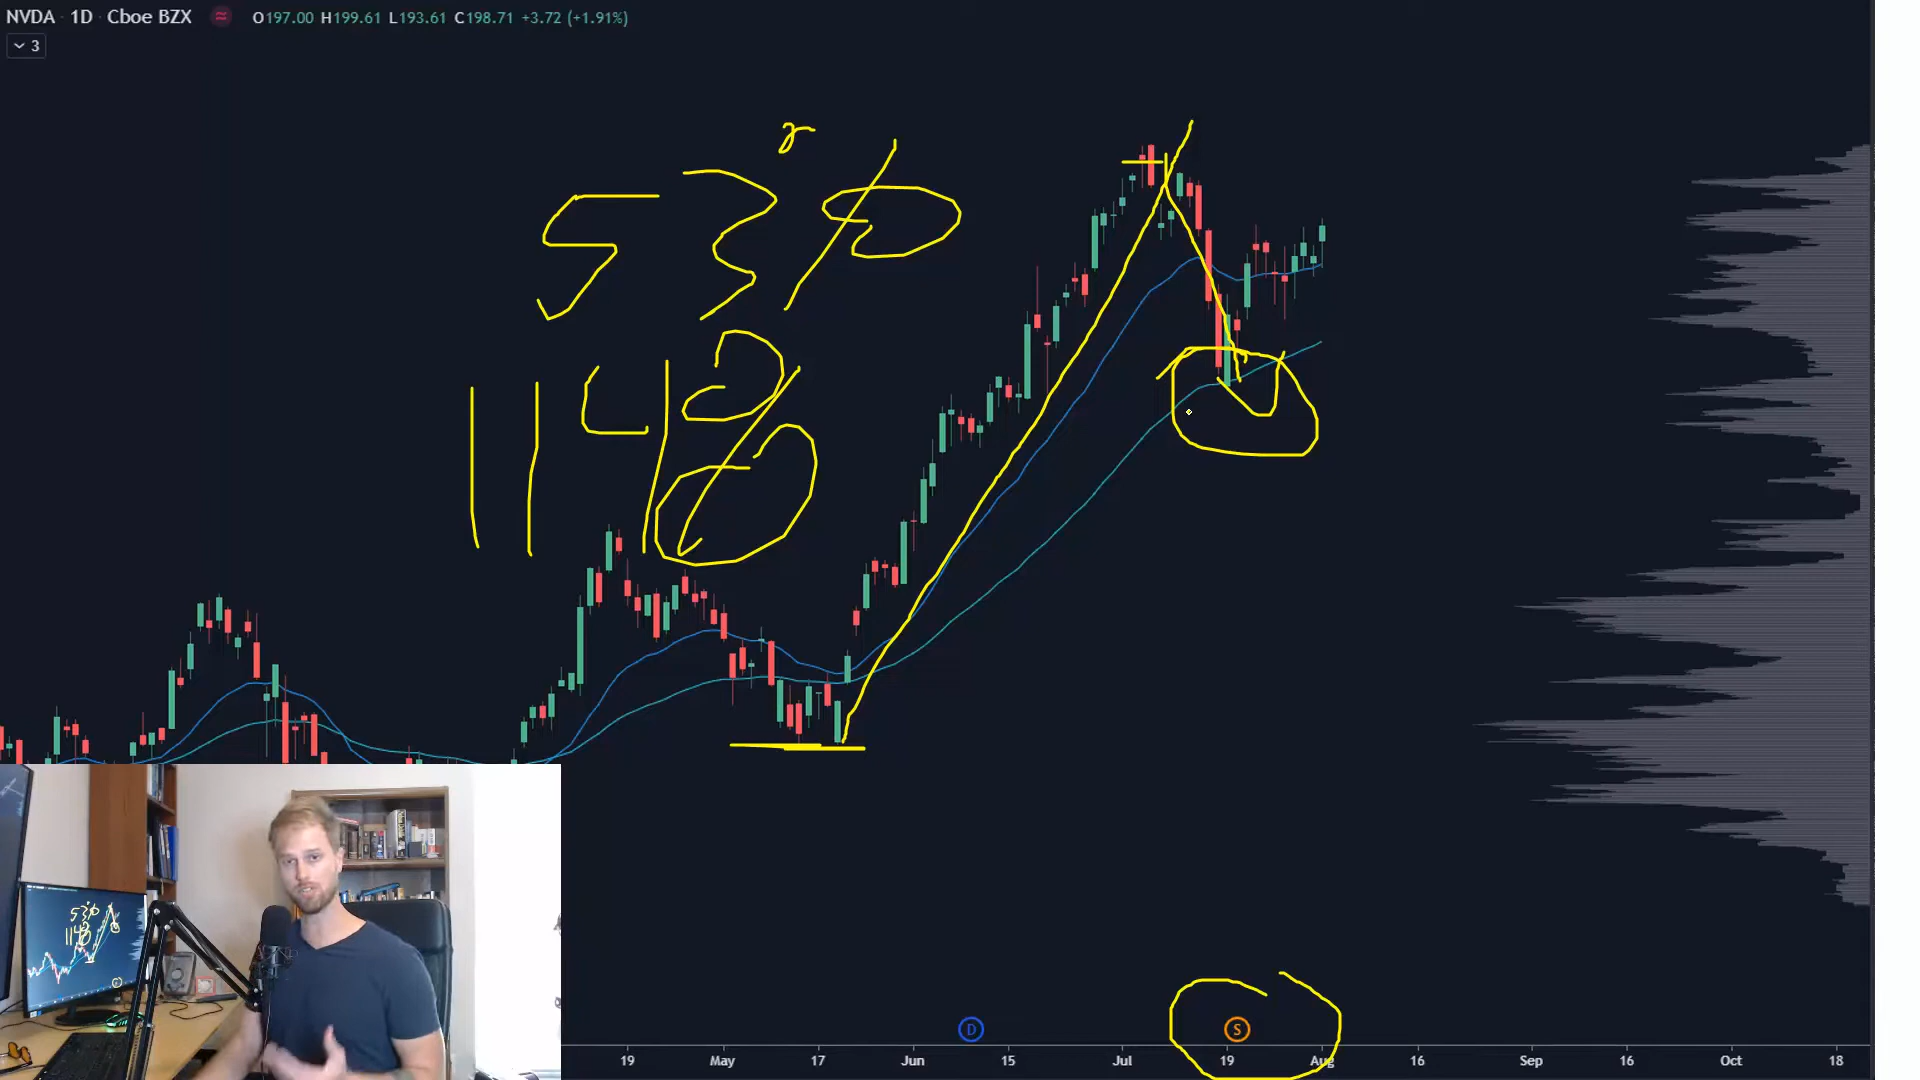 NVDA · 1D · Cboe BZX ≈ O197.00 H199.61 L193.61 C198.71 +3.72 (+1.91%)
3
53%
1148%
D
S
19 May 17 Jun 15 Jul 19 Aug 16 Sep 16 Oct 18